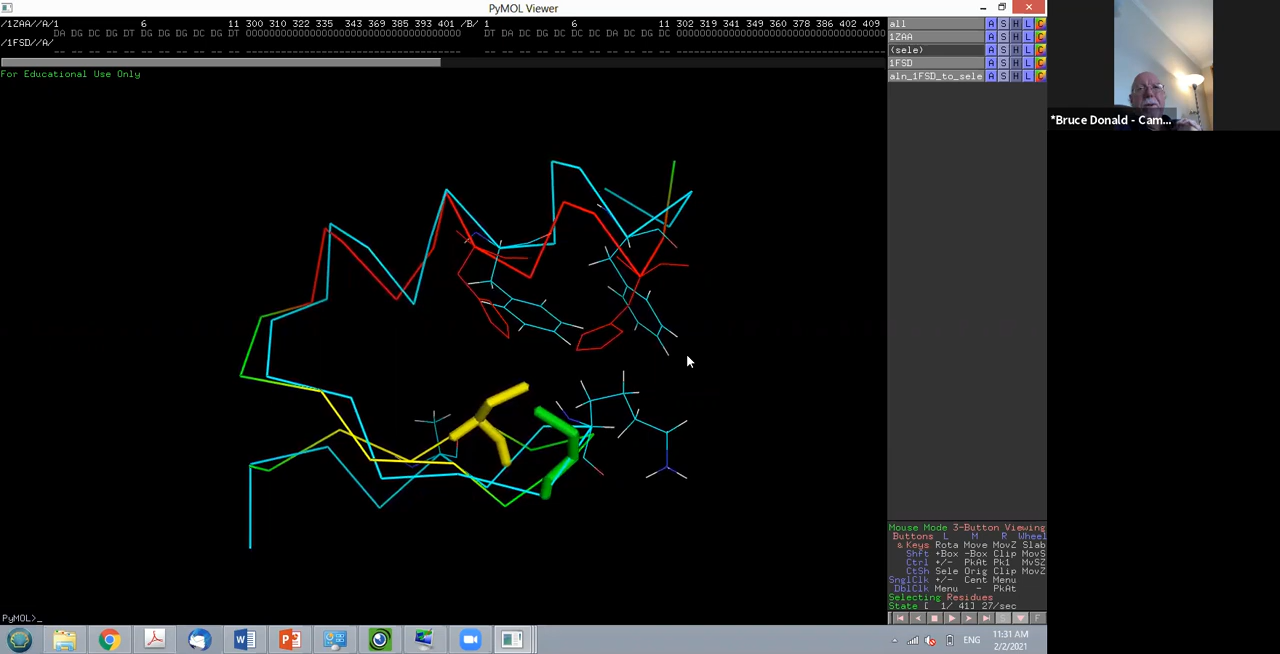 PyMOL Viewer
/1ZAA//A/1 6 11 300 310 322 335 343 369 385 393 401 /B/ 1 6 11 302 319 328 341 349 360 378 386 402 409
DA DG DC DG DT DG DG DG DC DG DT 000000000000000000000000000000000000 DT DA DC DG DC DC DC DA DC DG DC 000000000000000000000000000000000000
/1FSD//A/
For Educational Use Only
all A S H L C
1ZAA A S H L C
(sele) A S H L C
1FSD A S H L C
aln_1FSD_to_sele A S H L C
*Bruce Donald - Cam...
Mouse Mode 3-Button Viewing
Buttons L M R Wheel
& Keys Rota Move MovZ Slab
Shft +Box -Box Clip MovS
Ctrl +/- PkAt Pk1 MvSZ
CtSh Sele Orig Clip MovZ
SnglClk +/- Cent Menu
DblClk Menu - PkAt
Selecting Residues
State [ 1/ 41] 27/sec
S F
PyMOL>_
ENG
11:31 AM
2/2/2021